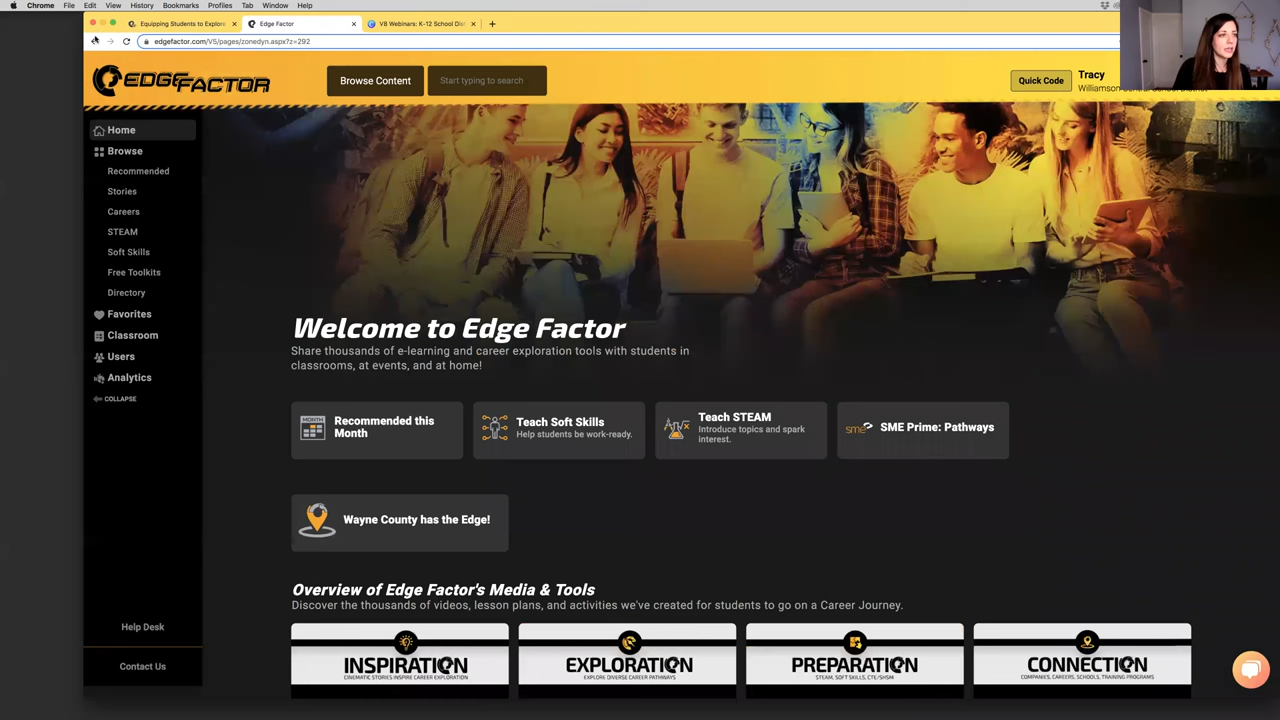 Chrome File Edit View History Bookmarks Profiles Tab Window Help
Equipping Students to Explore
Edge Factor
V8 Webinars: K-12 School Dis
edgefactor.com/V5/pages/zonedyn.aspx?z=292
EDGE FACTOR
Browse Content
Start typing to search
Quick Code
Tracy
Williamson Central School District
Home
Browse
Recommended
Stories
Careers
STEAM
Soft Skills
Free Toolkits
Directory
Favorites
Classroom
Users
Analytics
COLLAPSE
Help Desk
Contact Us
Welcome to Edge Factor
Share thousands of e-learning and career exploration tools with students in
classrooms, at events, and at home!
MONTH
Recommended this
Month
Teach Soft Skills
Help students be work-ready.
Teach STEAM
Introduce topics and spark
interest.
sme
SME Prime: Pathways
Wayne County has the Edge!
Overview of Edge Factor's Media & Tools
Discover the thousands of videos, lesson plans, and activities we've created for students to go on a Career Journey.
INSPIRATION
CINEMATIC STORIES INSPIRE CAREER EXPLORATION
EXPLORATION
EXPLORE DIVERSE CAREER PATHWAYS
PREPARATION
STEAM, SOFT SKILLS, CTE/SHSM
CONNECTION
COMPANIES, CAREERS, SCHOOLS, TRAINING PROGRAMS